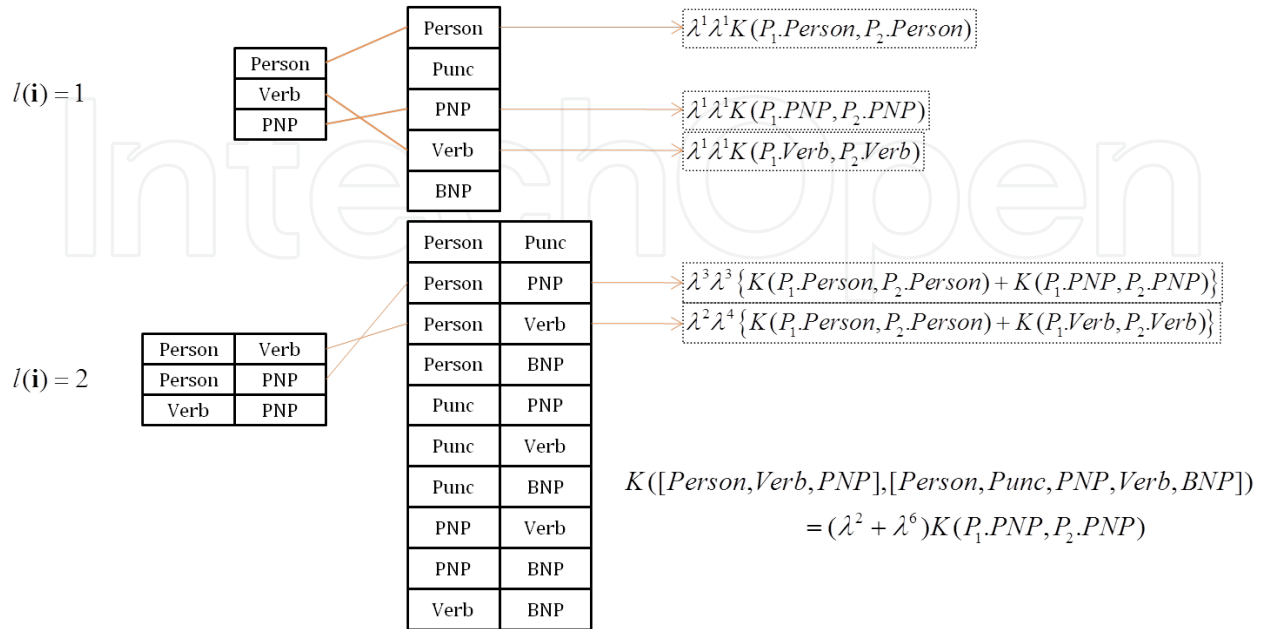 l(i) = 1
Person
Verb
PNP
Person
Punc
PNP
Verb
BNP
λ¹λ¹K(P₁.Person, P₂.Person)
λ¹λ¹K(P₁.PNP, P₂.PNP)
λ¹λ¹K(P₁.Verb, P₂.Verb)
IntechOpen
l(i) = 2
Person Verb
Person PNP
Verb PNP
Person Punc
Person PNP
Person Verb
Person BNP
Punc PNP
Punc Verb
Punc BNP
PNP Verb
PNP BNP
Verb BNP
λ³λ³{K(P₁.Person, P₂.Person) + K(P₁.PNP, P₂.PNP)}
λ²λ⁴{K(P₁.Person, P₂.Person) + K(P₁.Verb, P₂.Verb)}
K([Person,Verb,PNP],[Person,Punc,PNP,Verb,BNP])
= (λ² + λ⁶)K(P₁.PNP, P₂.PNP)